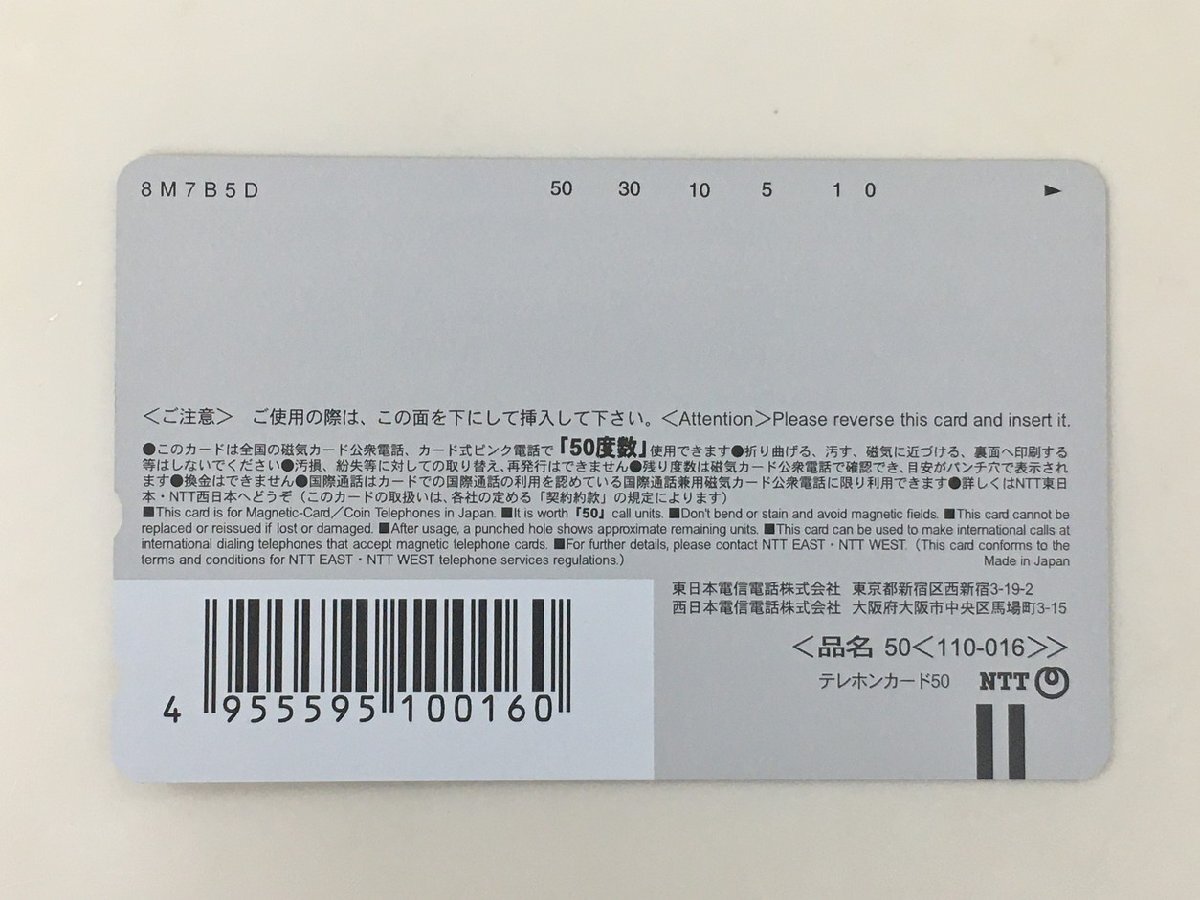 8M7B5D 50 30 10 5 1 0 ►
＜ご注意＞ ご使用の際は、この面を下にして挿入して下さい。＜Attention＞Please reverse this card and insert it.
●このカードは全国の磁気カード公衆電話、カード式ピンク電話で「50度数」使用できます●折り曲げる、汚す、磁気に近づける、裏面へ印刷する
等はしないでください●汚損、紛失等に対しての取り替え、再発行はできません●残り度数は磁気カード公衆電話で確認でき、目安がパンチ穴で表示され
ます●換金はできません●国際通話はカードでの国際通話の利用を認めている国際通話兼用磁気カード公衆電話に限り利用できます●詳しくはNTT東日
本・NTT西日本へどうぞ（このカードの取扱いは、各社の定める「契約約款」の規定によります）
■This card is for Magnetic-Card／Coin Telephones in Japan. ■It is worth「50」call units. ■Don't bend or stain and avoid magnetic fields. ■This card cannot be
replaced or reissued if lost or damaged. ■After usage, a punched hole shows approximate remaining units. ■This card can be used to make international calls at
international dialing telephones that accept magnetic telephone cards. ■For further details, please contact NTT EAST・NTT WEST. (This card conforms to the
terms and conditions for NTT EAST・NTT WEST telephone services regulations.) Made in Japan
東日本電信電話株式会社 東京都新宿区西新宿3-19-2
西日本電信電話株式会社 大阪府大阪市中央区馬場町3-15
＜品名 50＜110-016＞＞
テレホンカード50 NTT
4 955595 100160